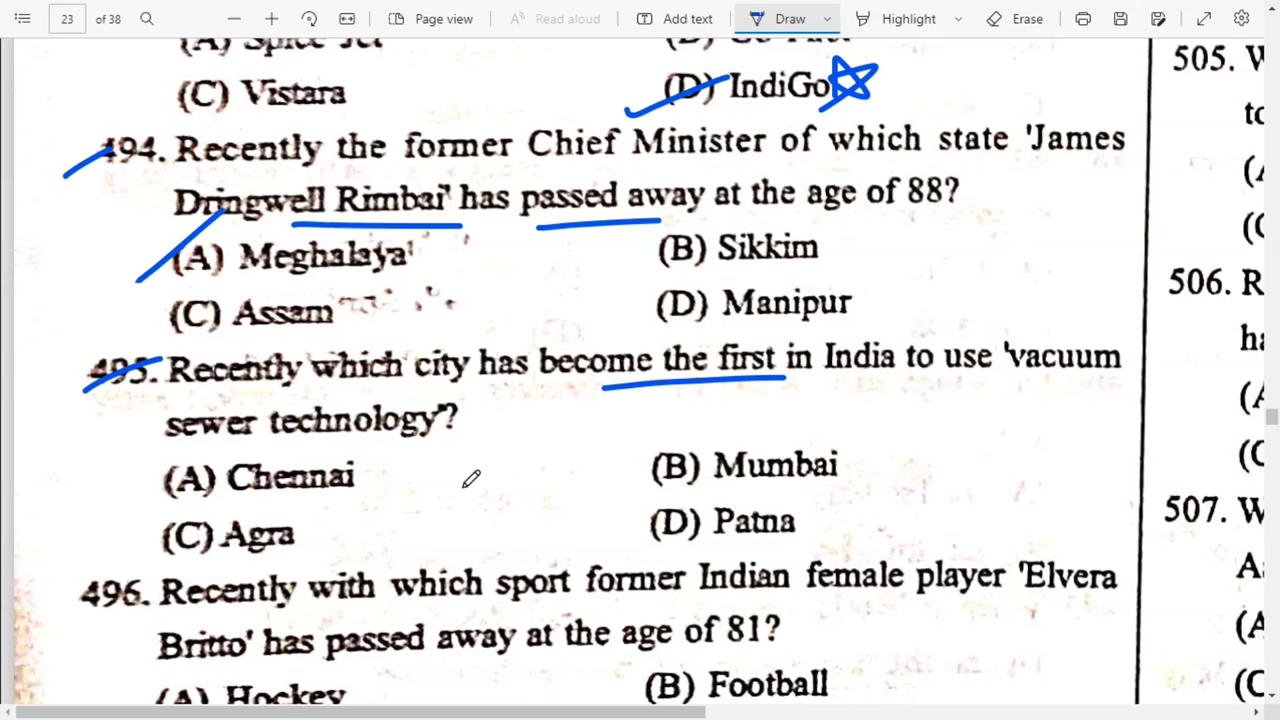 23 of 38 Page view Read aloud Add text Draw Highlight Erase
(A) Spice Jet
(C) Vistara (D) IndiGo
494. Recently the former Chief Minister of which state 'James
Dringwell Rimbai' has passed away at the age of 88?
(A) Meghalaya (B) Sikkim
(C) Assam (D) Manipur
495. Recently which city has become the first in India to use 'vacuum
sewer technology'?
(A) Chennai (B) Mumbai
(C) Agra (D) Patna
496. Recently with which sport former Indian female player 'Elvera
Britto' has passed away at the age of 81?
(A) Hockey (B) Football
505. W
to
(A
(C
506. R
ha
(A
(C
507. W
A
(A
(C